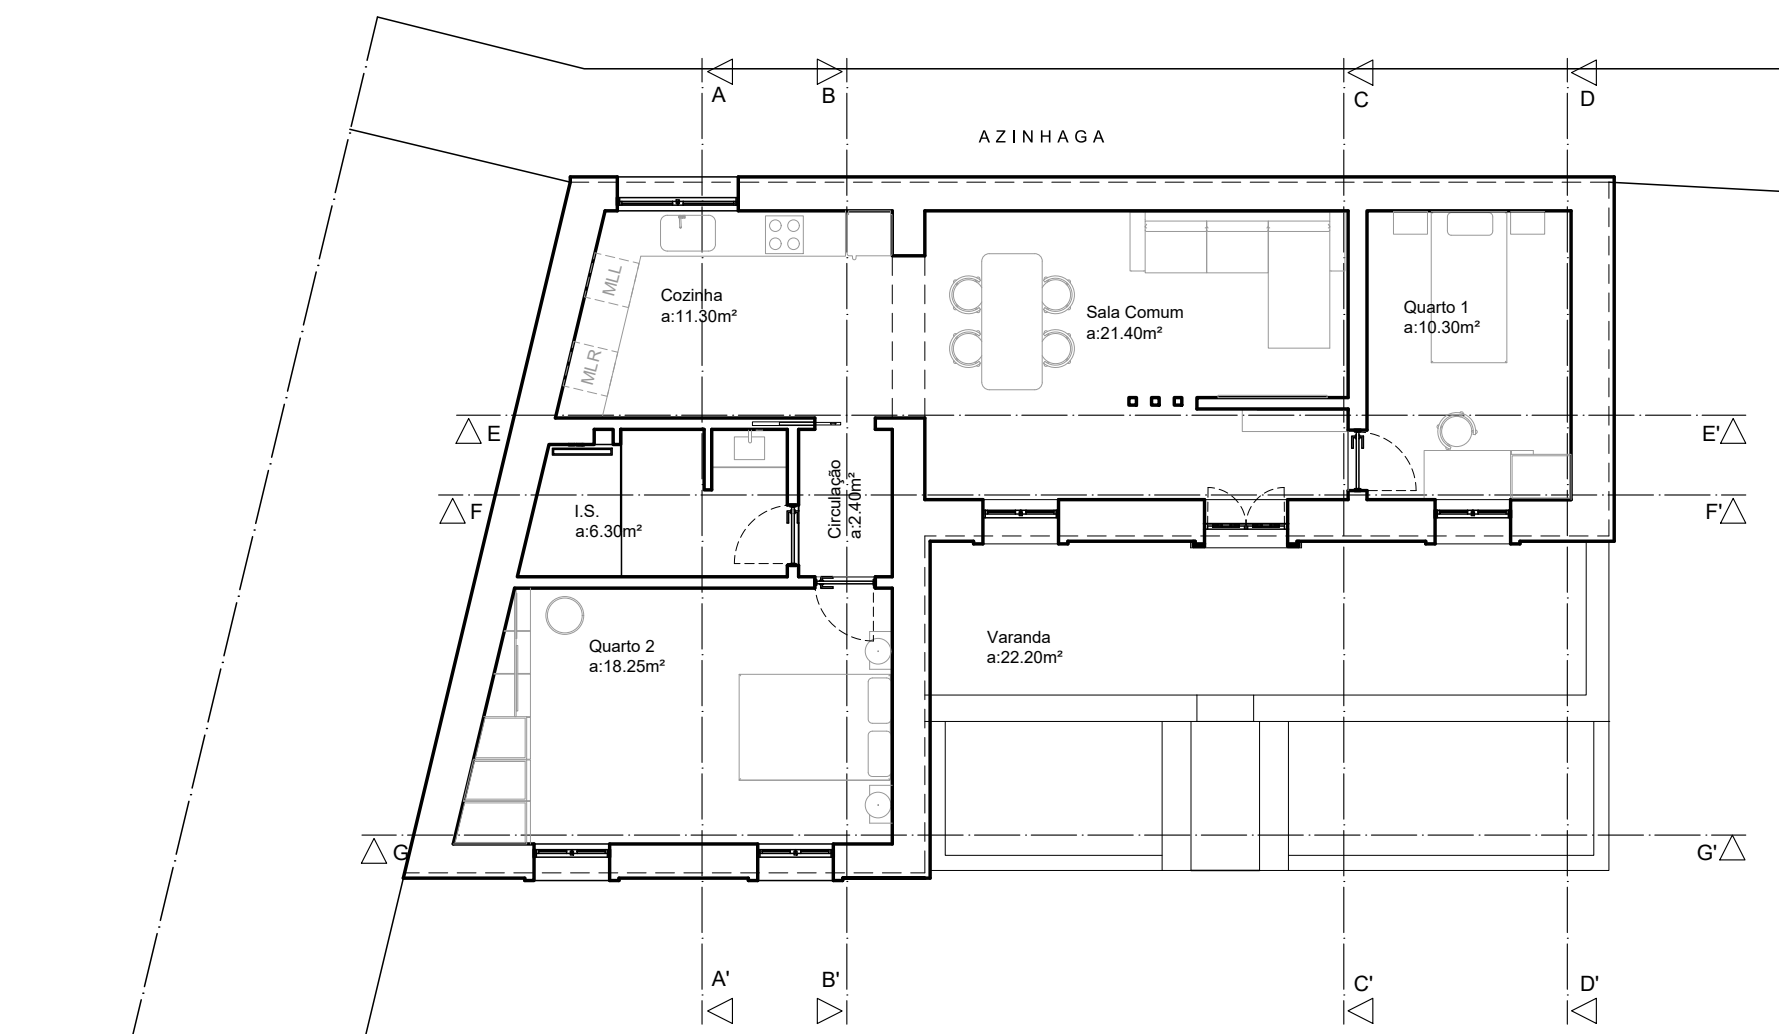 A
B
C
D
AZINHAGA
MLL
Cozinha
a:11.30m²
Sala Comum
a:21.40m²
Quarto 1
a:10.30m²
MLR
E
E'
Circulação
a:2.40m²
F
I.S.
a:6.30m²
F'
Quarto 2
a:18.25m²
Varanda
a:22.20m²
G
G'
A'
B'
C'
D'